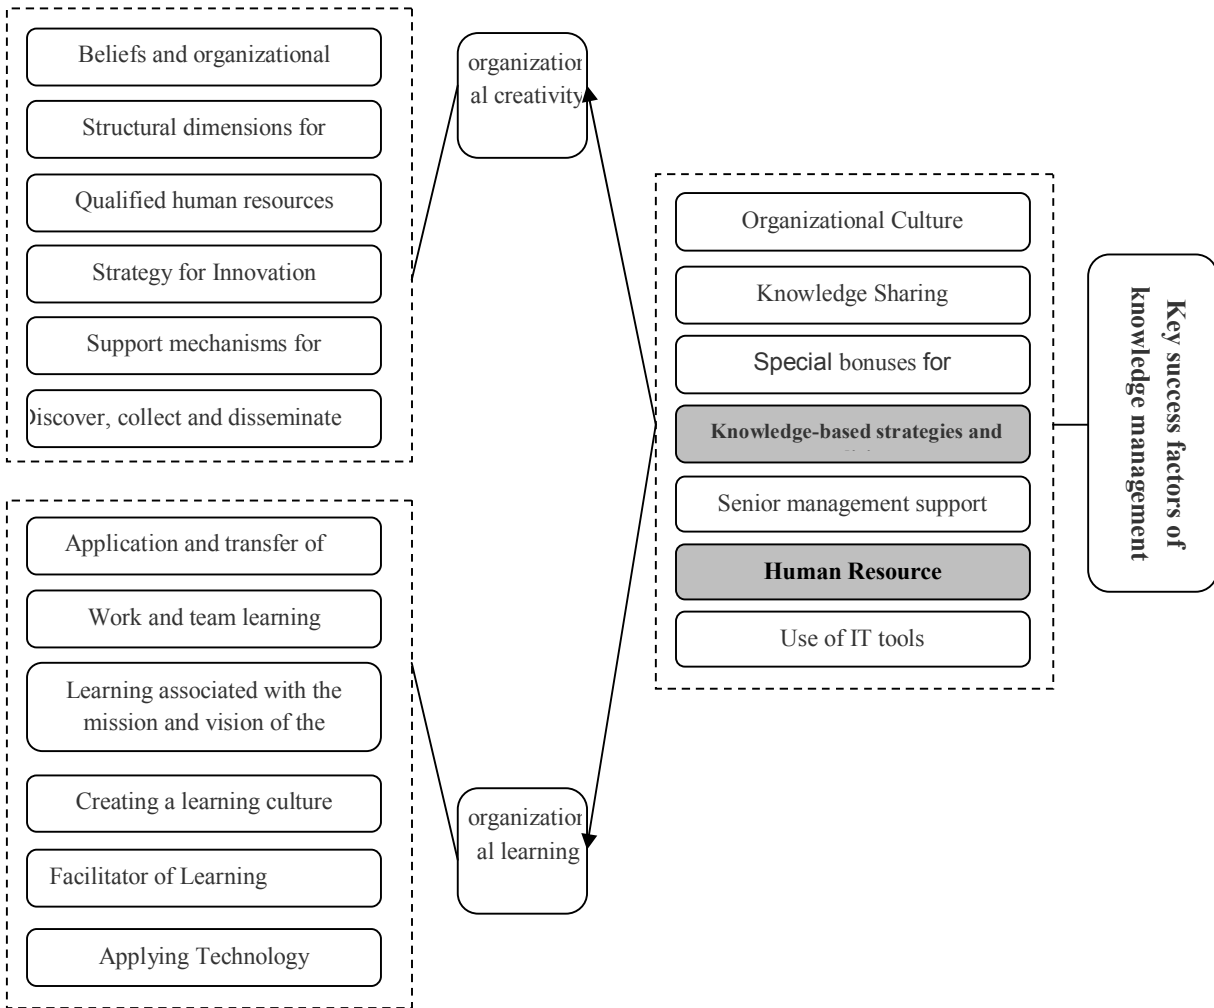 Beliefs and organizational
Structural dimensions for
Qualified human resources
Strategy for Innovation
Support mechanisms for
Discover, collect and disseminate
Application and transfer of
Work and team learning
Learning associated with the
mission and vision of the
Creating a learning culture
Facilitator of Learning
Applying Technology
organization
al creativity
organization
al learning
Organizational Culture
Knowledge Sharing
Special bonuses for
Knowledge-based strategies and
Senior management support
Human Resource
Use of IT tools
Key success factors of
knowledge management